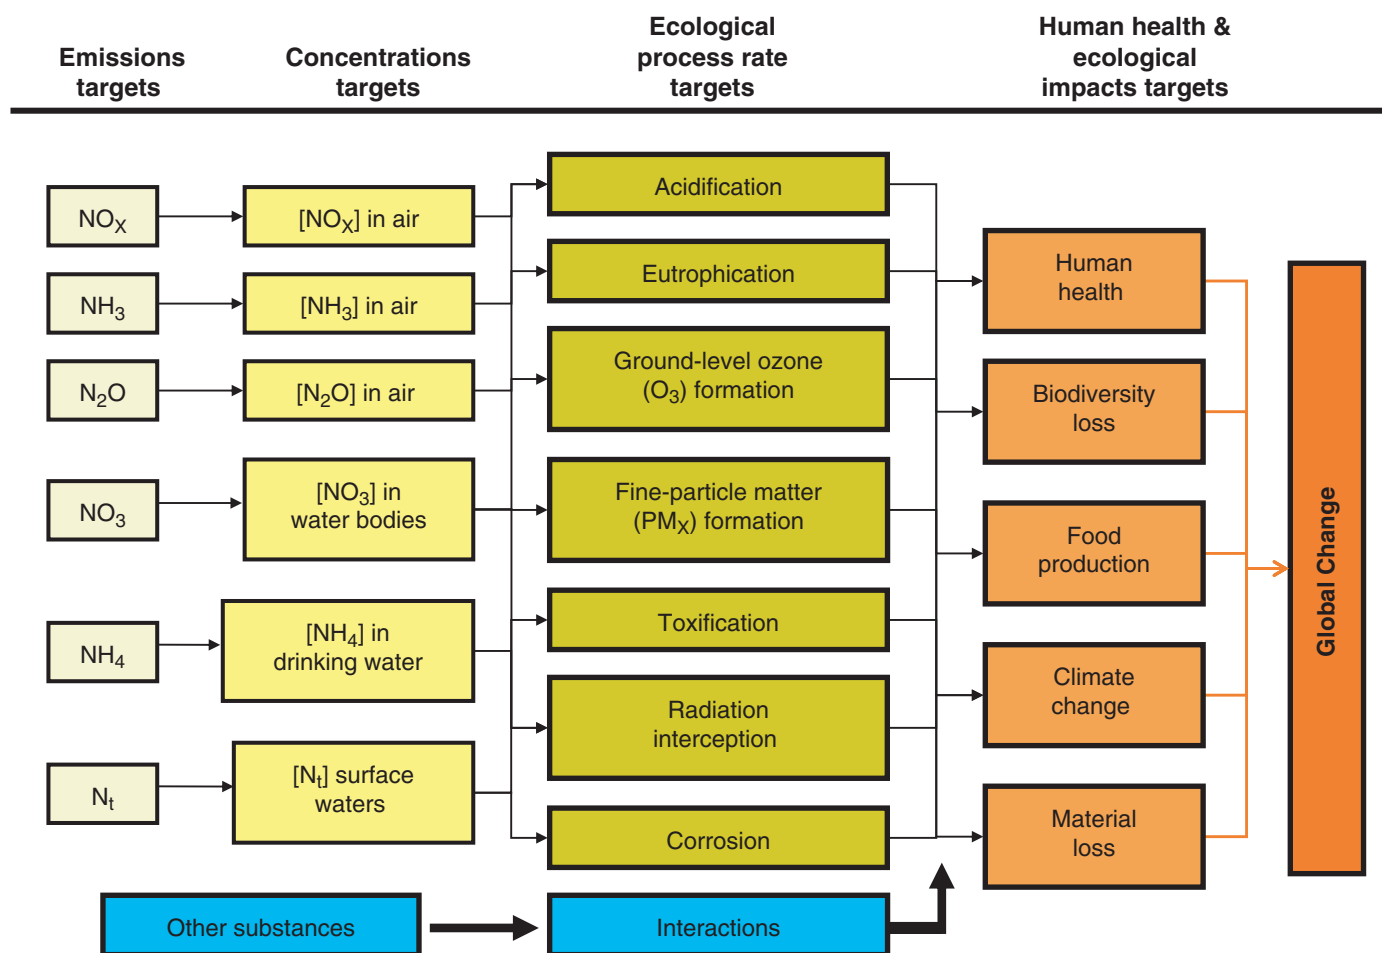 Emissions
targets
Concentrations
targets
Ecological
process rate
targets
Human health &
ecological
impacts targets
NOX
[NOX] in air
NH3
[NH3] in air
N2O
[N2O] in air
NO3
[NO3] in
water bodies
NH4
[NH4] in
drinking water
Nt
[Nt] surface
waters
Acidification
Eutrophication
Ground-level ozone
(O3) formation
Fine-particle matter
(PMX) formation
Toxification
Radiation
interception
Corrosion
Human
health
Biodiversity
loss
Food
production
Climate
change
Material
loss
Global Change
Other substances
Interactions